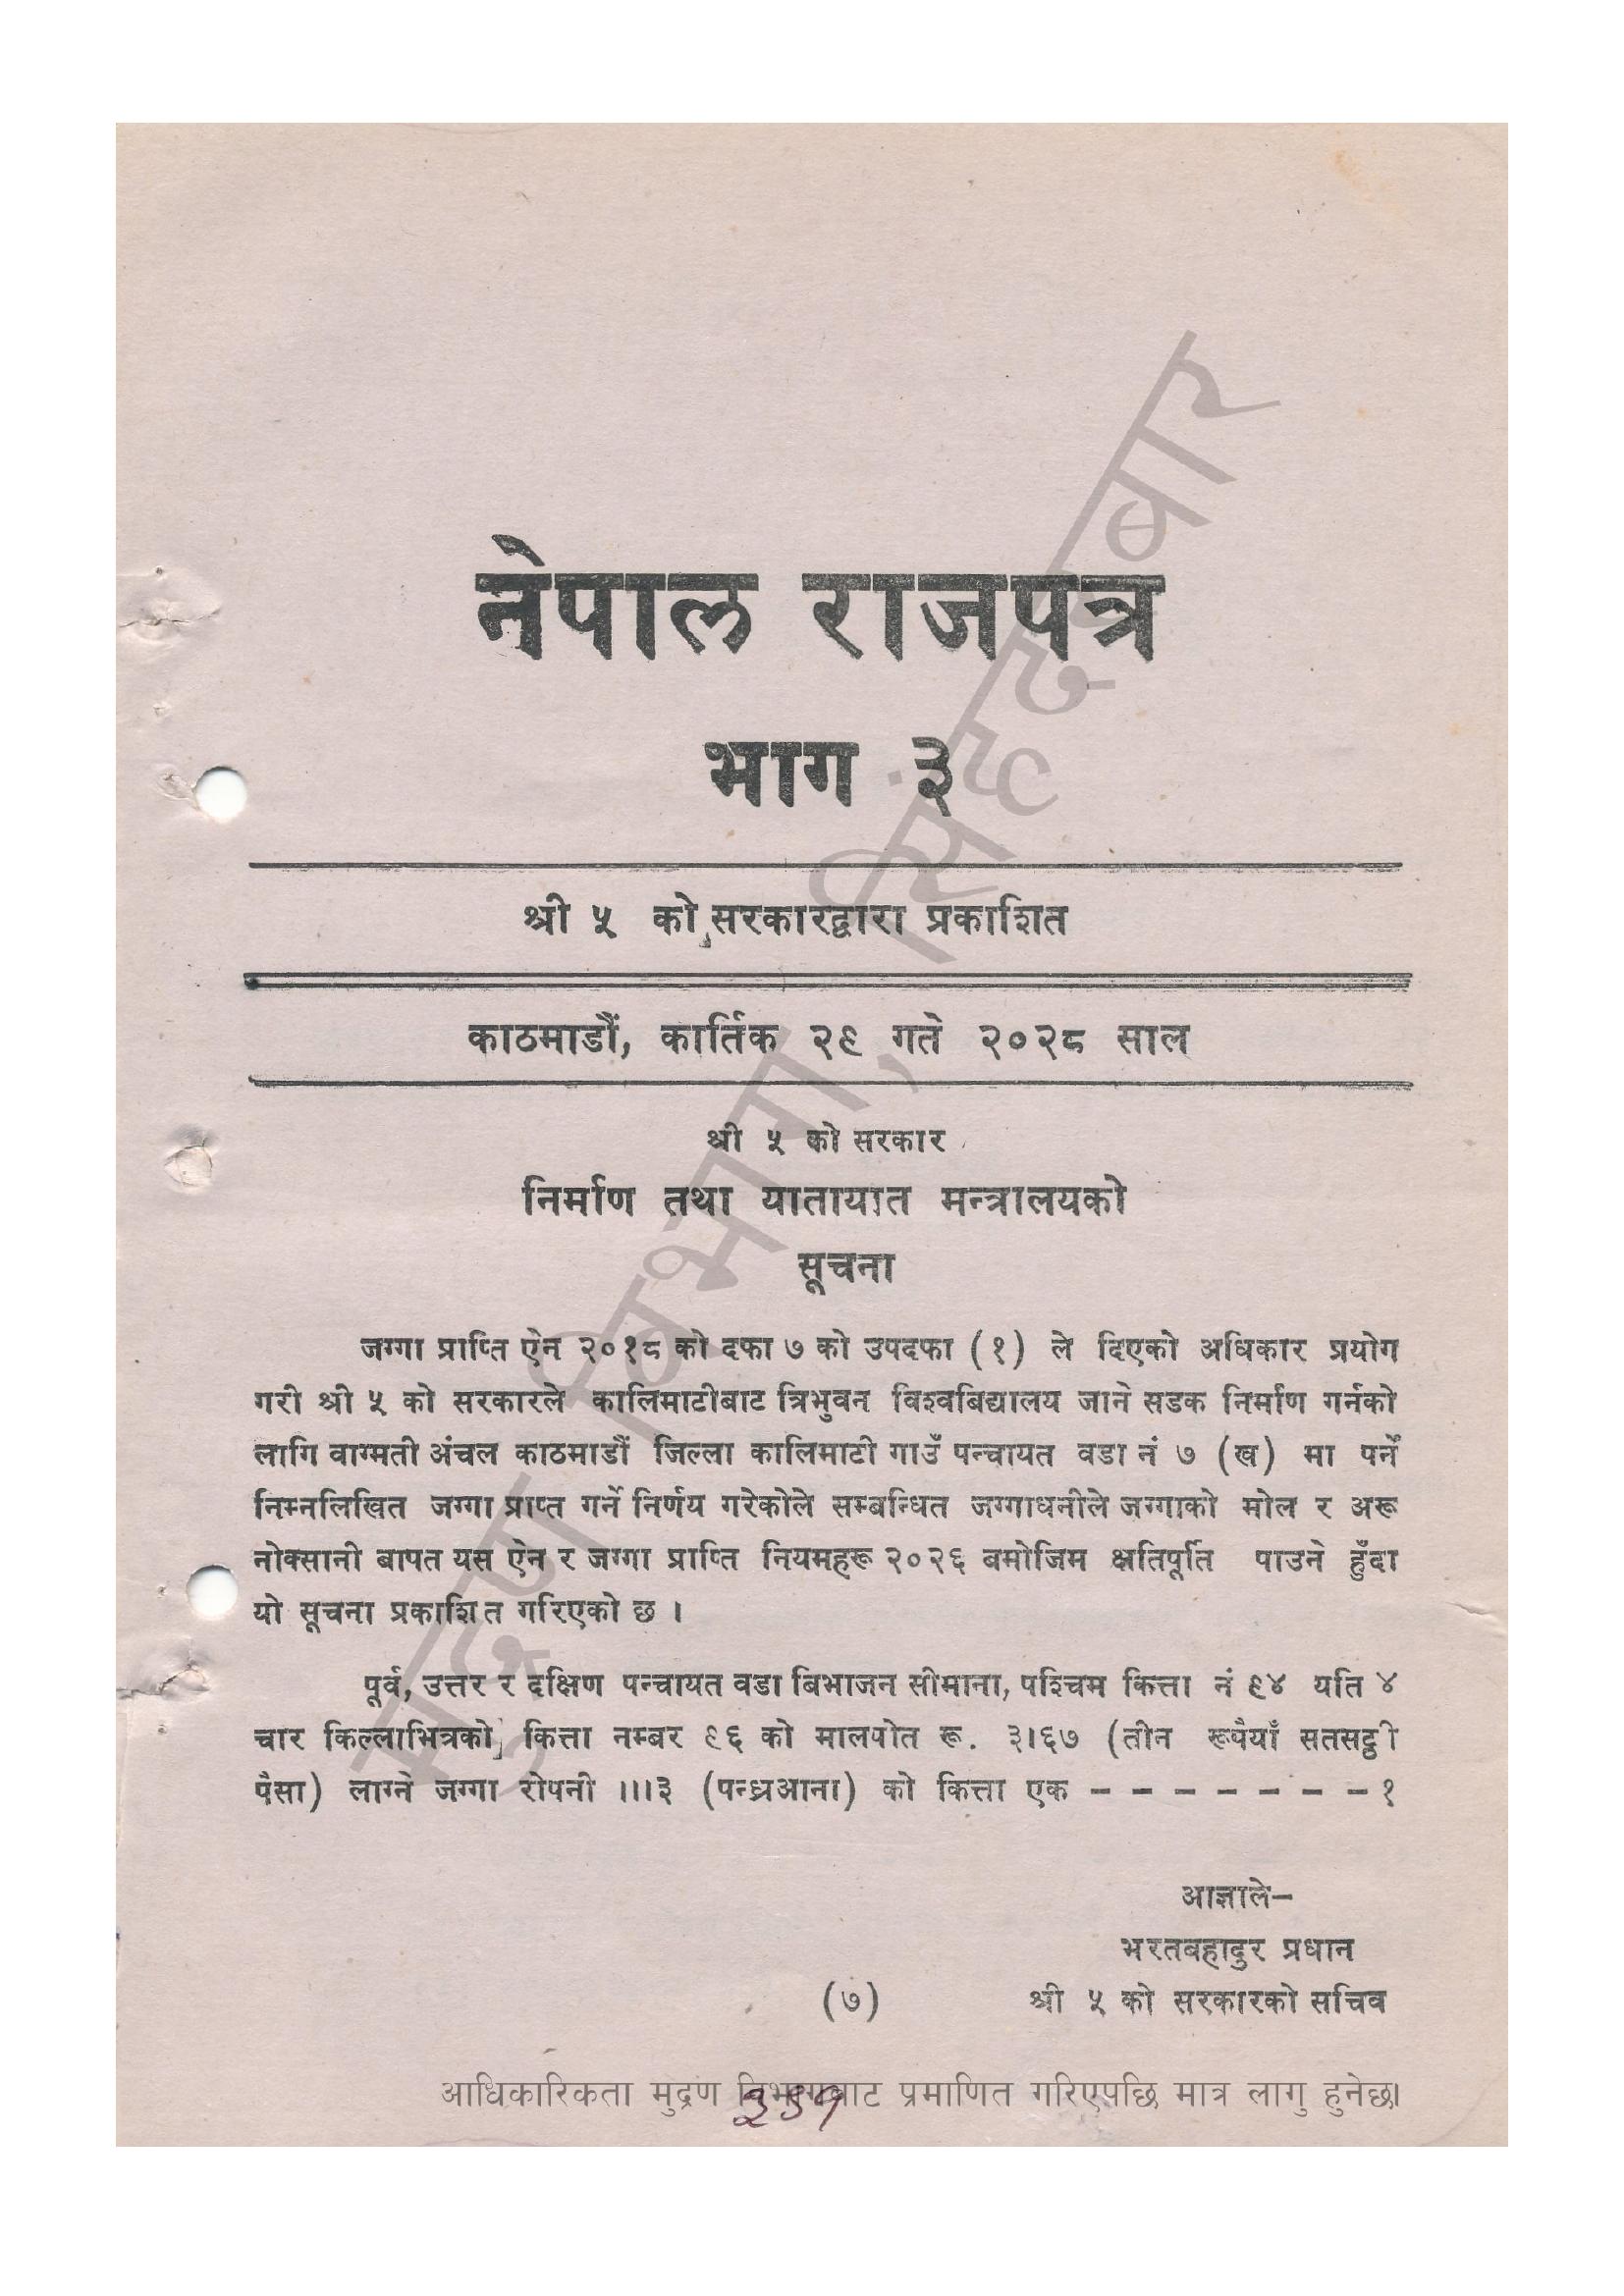 नेपाल राजपत्र
भाग ३
श्री ५ को सरकारद्वारा प्रकाशित
काठमाडौं, कार्तिक २९ गते २०२८ साल
श्री ५ को सरकार
निर्माण तथा यातायात मन्त्रालयको
सूचना
जग्गा प्राप्ति ऐन २०१८ को दफा ७ को उपदफा (१) ले दिएको अधिकार प्रयोग
गरी श्री ५ को सरकारले कालिमाटीबाट त्रिभुवन विश्वबिद्यालय जाने सडक निर्माण गर्नको
लागि वाग्मती अंचल काठमाडौं जिल्ला कालिमाटी गाउँ पन्चायत वडा नं ७ (ख) मा पर्ने
निम्नलिखित जग्गा प्राप्त गर्ने निर्णय गरेकोले सम्बन्धित जग्गाधनीले जग्गाको मोल र अरू
नोक्सानी बापत यस ऐन र जग्गा प्राप्ति नियमहरू २०२६ बमोजिम क्षतिपूर्ति पाउने हुँदा
यो सूचना प्रकाशित गरिएको छ ।
पूर्व, उत्तर र दक्षिण पन्चायत वडा बिभाजन सीमाना, पश्चिम कित्ता नं ९४ यति ४
चार किल्लाभित्रको कित्ता नम्बर ९६ को मालपोत रू. ३।६७ (तीन रूपैयाँ सतसट्ठी
पैसा) लाग्ने जग्गा रोपनी ।।।३ (पन्ध्रआना) को कित्ता एक – – – – – – – – १
आज्ञाले–
भरतबहादुर प्रधान
(७) श्री ५ को सरकारको सचिव
आधिकारिकता मुद्रण विभागबाट प्रमाणित गरिएपछि मात्र लागु हुनेछ।
मुद्रण विभाग, सिंहदरबार